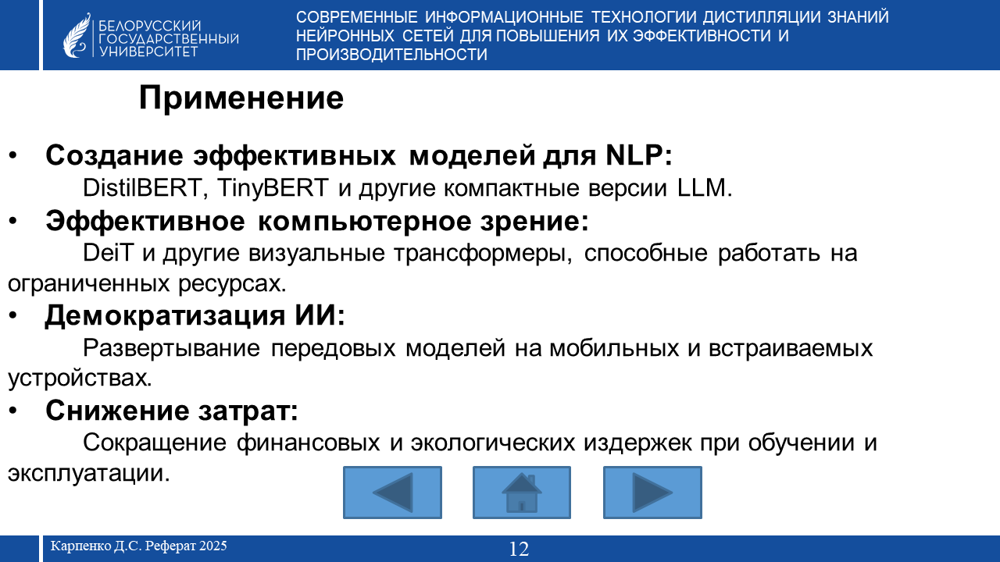 БЕЛОРУССКИЙ
ГОСУДАРСТВЕННЫЙ
УНИВЕРСИТЕТ
СОВРЕМЕННЫЕ ИНФОРМАЦИОННЫЕ ТЕХНОЛОГИИ ДИСТИЛЛЯЦИИ ЗНАНИЙ
НЕЙРОННЫХ СЕТЕЙ ДЛЯ ПОВЫШЕНИЯ ИХ ЭФФЕКТИВНОСТИ И
ПРОИЗВОДИТЕЛЬНОСТИ
Применение
• Создание эффективных моделей для NLP:
DistilBERT, TinyBERT и другие компактные версии LLM.
• Эффективное компьютерное зрение:
DeiT и другие визуальные трансформеры, способные работать на
ограниченных ресурсах.
• Демократизация ИИ:
Развертывание передовых моделей на мобильных и встраиваемых
устройствах.
• Снижение затрат:
Сокращение финансовых и экологических издержек при обучении и
эксплуатации.
Карпенко Д.С. Реферат 2025
12